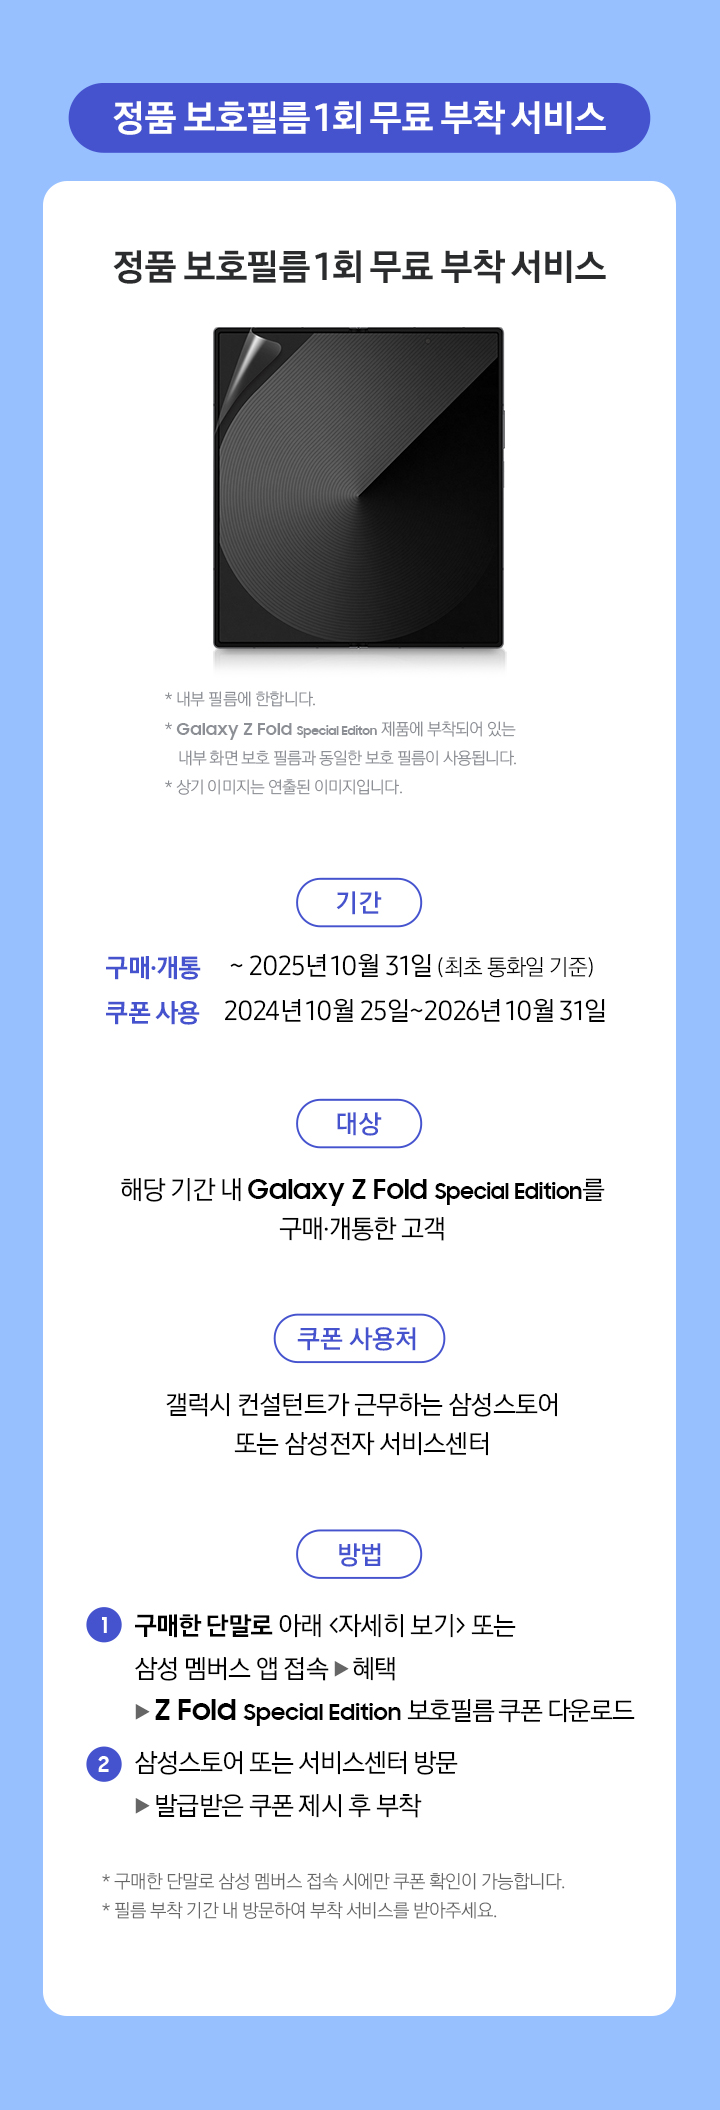 정품 보호필름 1회 무료 부착 서비스
정품 보호필름 1회 무료 부착 서비스
* 내부 필름에 한합니다.
* Galaxy Z Fold Special Editon 제품에 부착되어 있는
내부 화면 보호 필름과 동일한 보호 필름이 사용됩니다.
* 상기 이미지는 연출된 이미지입니다.
기간
구매·개통 ~ 2025년 10월 31일 (최초 통화일 기준)
쿠폰 사용 2024년 10월 25일~2026년 10월 31일
대상
해당 기간 내 Galaxy Z Fold Special Edition를
구매·개통한 고객
쿠폰 사용처
갤럭시 컨설턴트가 근무하는 삼성스토어
또는 삼성전자 서비스센터
방법
1 구매한 단말로 아래 <자세히 보기> 또는
삼성 멤버스 앱 접속 ▶ 혜택
▶ Z Fold Special Edition 보호필름 쿠폰 다운로드
2 삼성스토어 또는 서비스센터 방문
▶ 발급받은 쿠폰 제시 후 부착
* 구매한 단말로 삼성 멤버스 접속 시에만 쿠폰 확인이 가능합니다.
* 필름 부착 기간 내 방문하여 부착 서비스를 받아주세요.